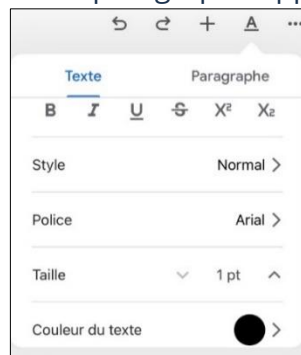 A
Texte Paragraphe
B I U S X² X₂
Style Normal >
Police Arial >
Taille 1 pt
Couleur du texte >